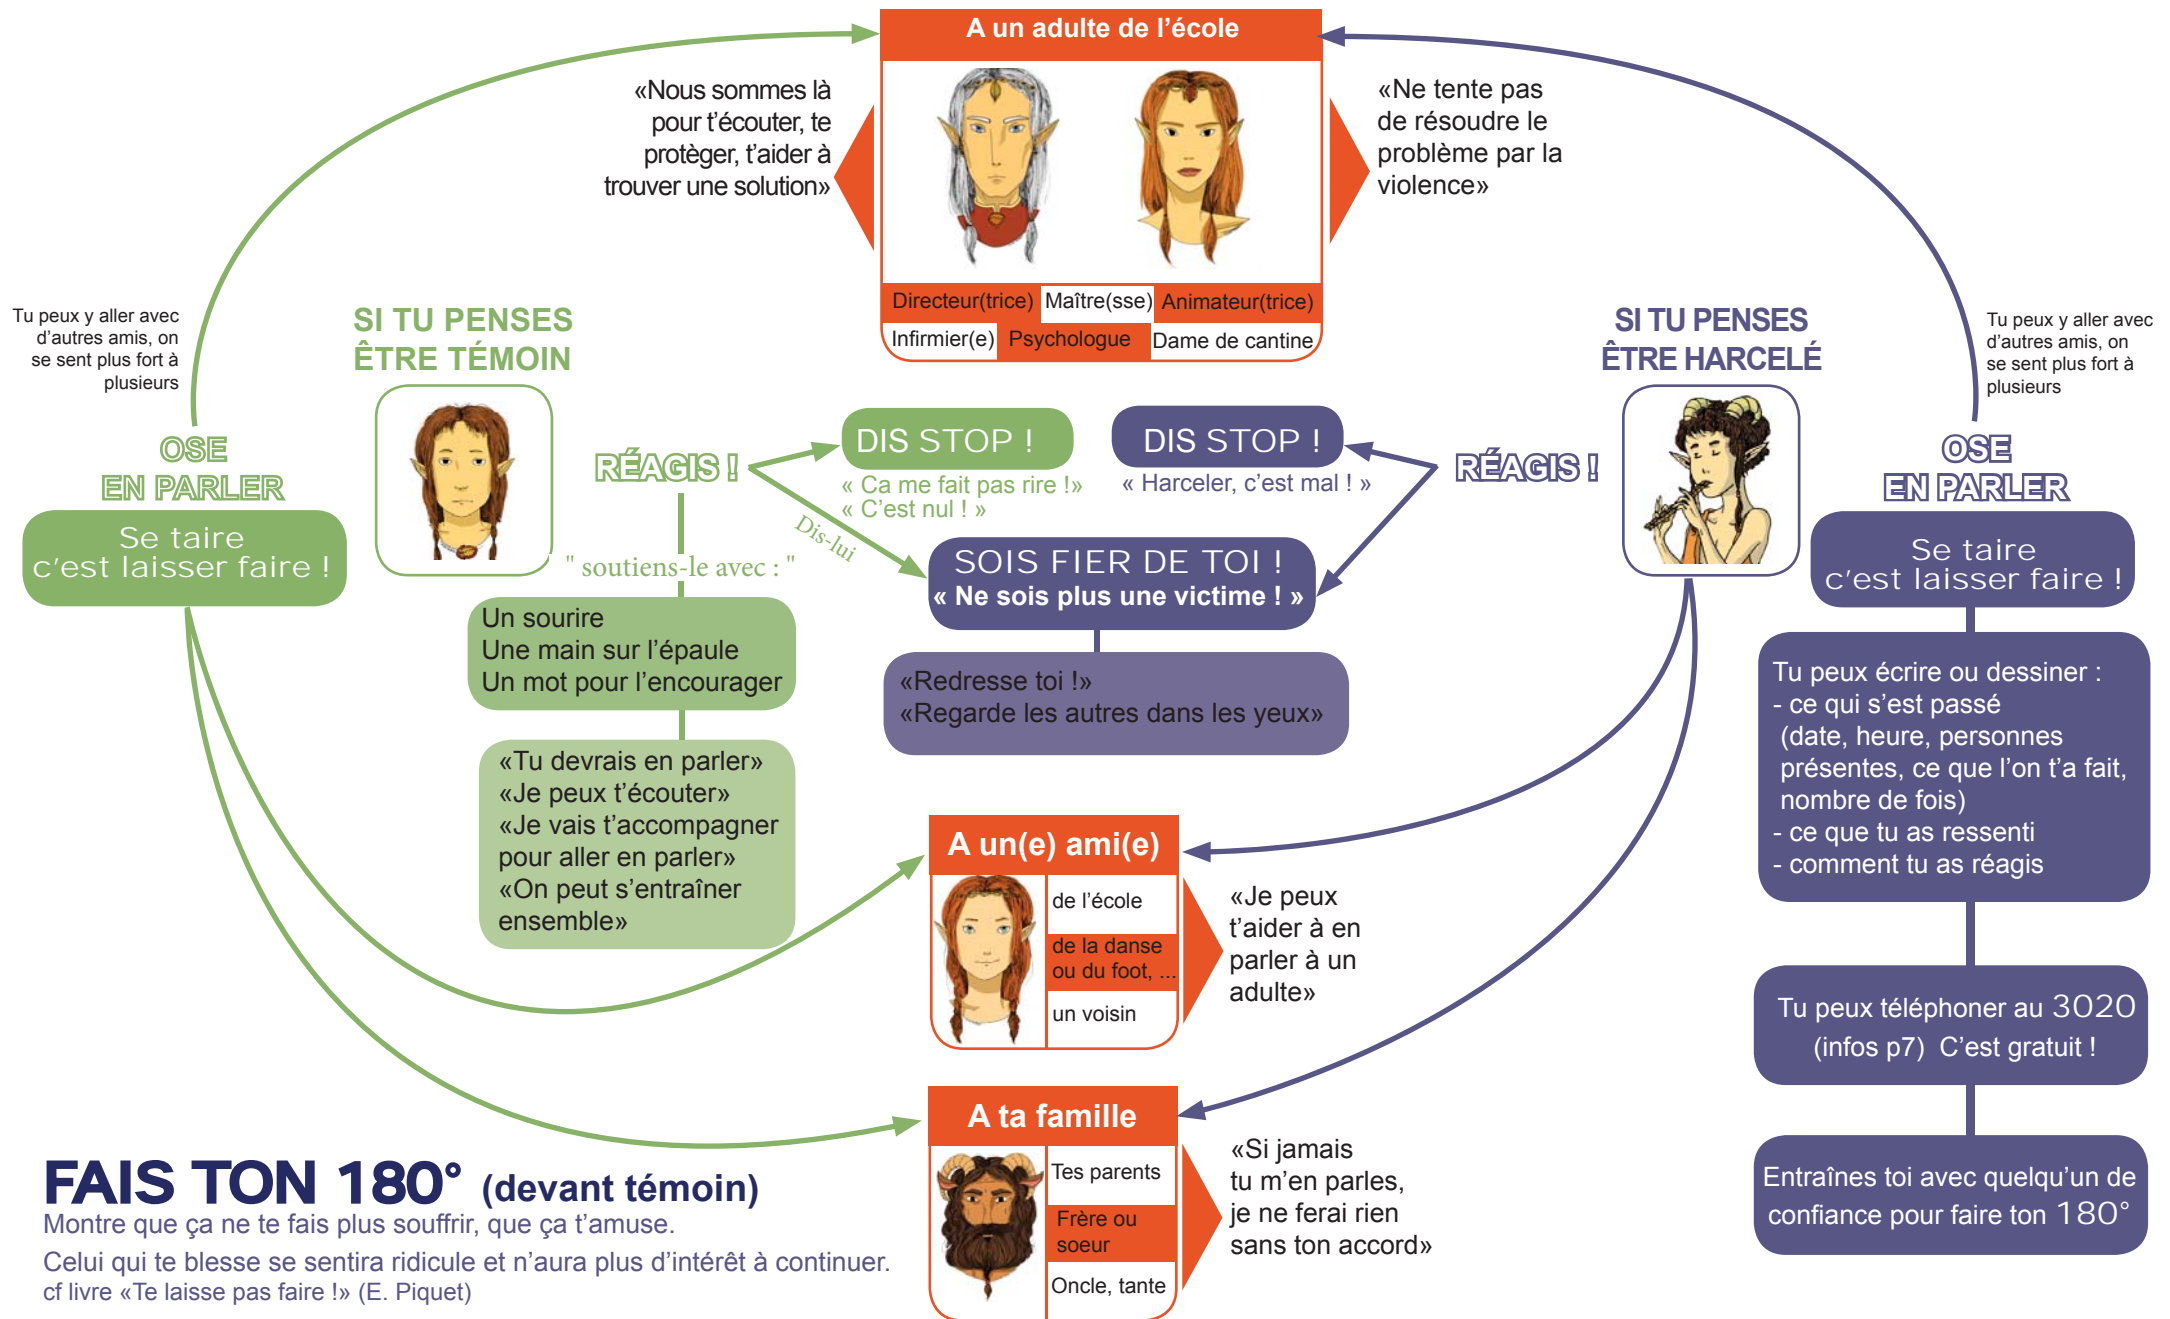 A un adulte de l'école
«Nous sommes là
pour t'écouter, te
protèger, t'aider à
trouver une solution»
«Ne tente pas
de résoudre le
problème par la
violence»
Directeur(trice) Maître(sse) Animateur(trice)
Infirmier(e) Psychologue Dame de cantine
Tu peux y aller avec
d'autres amis, on
se sent plus fort à
plusieurs
SI TU PENSES
ÊTRE TÉMOIN
SI TU PENSES
ÊTRE HARCELÉ
Tu peux y aller avec
d'autres amis, on
se sent plus fort à
plusieurs
OSE
EN PARLER
Se taire
c'est laisser faire !
RÉAGIS !
DIS STOP !
« Ca me fait pas rire !»
« C'est nul ! »
Dis-lui
DIS STOP !
« Harceler, c'est mal ! »
RÉAGIS !
OSE
EN PARLER
Se taire
c'est laisser faire !
" soutiens-le avec : "
SOIS FIER DE TOI !
« Ne sois plus une victime ! »
Un sourire
Une main sur l'épaule
Un mot pour l'encourager
«Redresse toi !»
«Regarde les autres dans les yeux»
«Tu devrais en parler»
«Je peux t'écouter»
«Je vais t'accompagner
pour aller en parler»
«On peut s'entraîner
ensemble»
Tu peux écrire ou dessiner :
- ce qui s'est passé
(date, heure, personnes
présentes, ce que l'on t'a fait,
nombre de fois)
- ce que tu as ressenti
- comment tu as réagis
A un(e) ami(e)
de l'école
de la danse
ou du foot, ...
un voisin
«Je peux
t'aider à en
parler à un
adulte»
Tu peux téléphoner au 3020
(infos p7) C'est gratuit !
A ta famille
Tes parents
Frère ou
soeur
Oncle, tante
«Si jamais
tu m'en parles,
je ne ferai rien
sans ton accord»
Entraînes toi avec quelqu'un de
confiance pour faire ton 180°
FAIS TON 180° (devant témoin)
Montre que ça ne te fais plus souffrir, que ça t'amuse.
Celui qui te blesse se sentira ridicule et n'aura plus d'intérêt à continuer.
cf livre «Te laisse pas faire !» (E. Piquet)